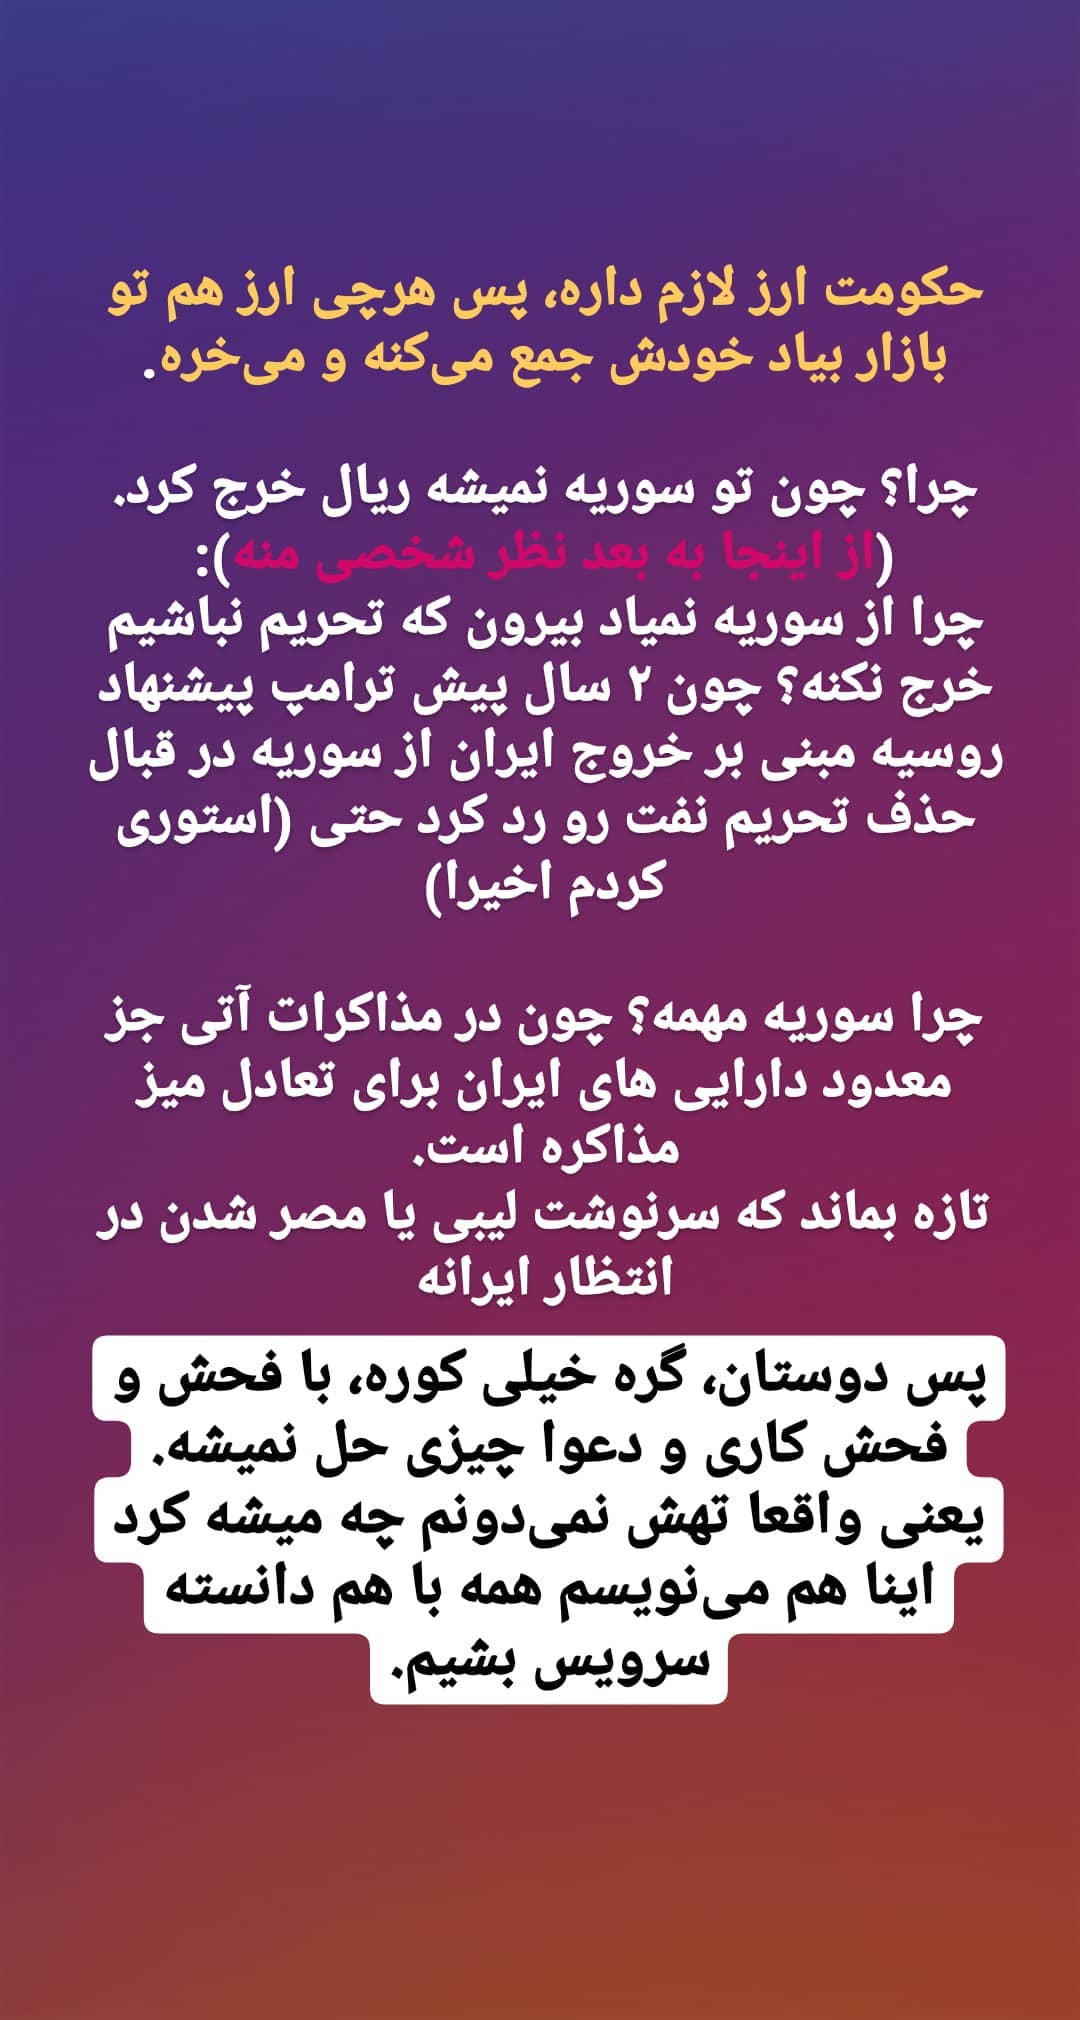 حکومت ارز لازم داره، پس هرچی ارز هم تو
بازار بیاد خودش جمع می‌کنه و می‌خره.
چرا؟ چون تو سوریه نمیشه ریال خرج کرد.
(از اینجا به بعد نظر شخصی منه):
چرا از سوریه نمیاد بیرون که تحریم نباشیم
خرج نکنه؟ چون ۲ سال پیش ترامپ پیشنهاد
روسیه مبنی بر خروج ایران از سوریه در قبال
حذف تحریم نفت رو رد کرد حتی (استوری
کردم اخیرا)
چرا سوریه مهمه؟ چون در مذاکرات آتی جز
معدود دارایی های ایران برای تعادل میز
مذاکره است.
تازه بماند که سرنوشت لیبی یا مصر شدن در
انتظار ایرانه
پس دوستان، گره خیلی کوره، با فحش و
فحش کاری و دعوا چیزی حل نمیشه.
یعنی واقعا تهش نمی‌دونم چه میشه کرد
اینا هم می‌نویسم همه با هم دانسته
سرویس بشیم.